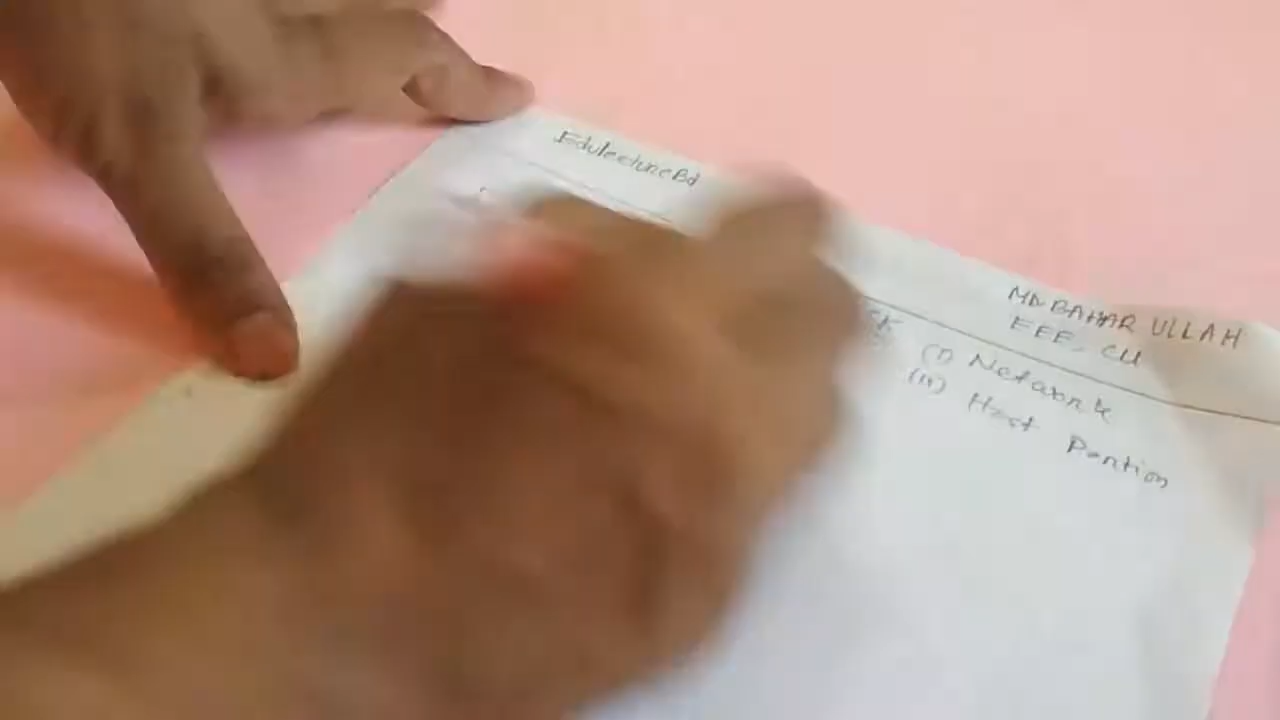 EdulectureBd
MD BAHAR ULLAH
EEE, CU
(i) Network
(ii) Host Portion